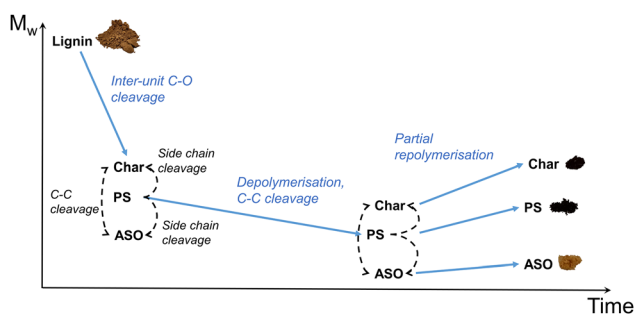 Mw
Lignin
Inter-unit C-O
cleavage
Char
PS
ASO
C-C
cleavage
Side chain
cleavage
Side chain
cleavage
Depolymerisation,
C-C cleavage
Char
PS
ASO
Partial
repolymerisation
Char
PS
ASO
Time